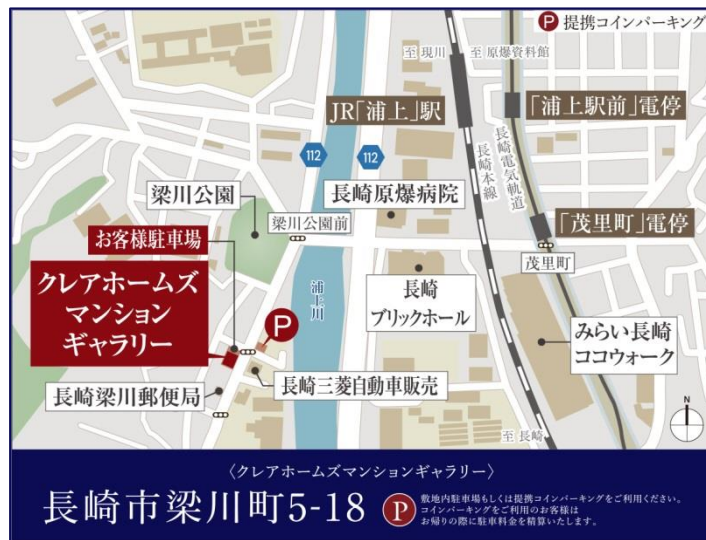 P 提携コインパーキング
至 現川
至 原爆資料館
JR「浦上」駅
「浦上駅前」電停
112
112
長崎本線
長崎電気軌道
梁川公園
長崎原爆病院
「茂里町」電停
お客様駐車場
梁川公園前
茂里町
クレアホームズ
マンション
ギャラリー
浦上川
長崎
ブリックホール
P
みらい長崎
ココウォーク
長崎三菱自動車販売
長崎梁川郵便局
N
至 長崎
〈クレアホームズマンションギャラリー〉
長崎市梁川町5-18
P
敷地内駐車場もしくは提携コインパーキングをご利用ください。
コインパーキングをご利用のお客様は
お帰りの際に駐車料金を精算いたします。